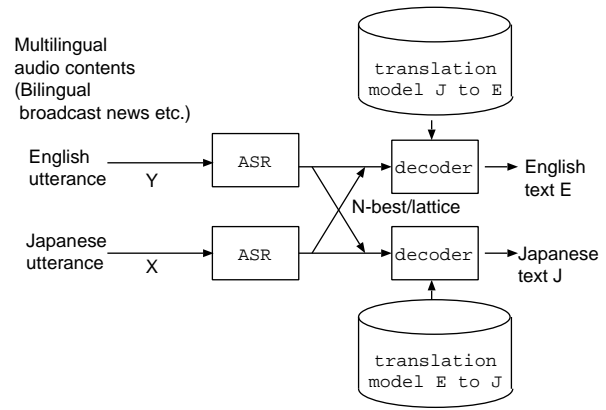 Multilingual
audio contents
(Bilingual
broadcast news etc.)
translation
model J to E
English
utterance
Y
ASR
decoder
English
text E
N-best/lattice
Japanese
utterance
X
ASR
decoder
Japanese
text J
translation
model E to J